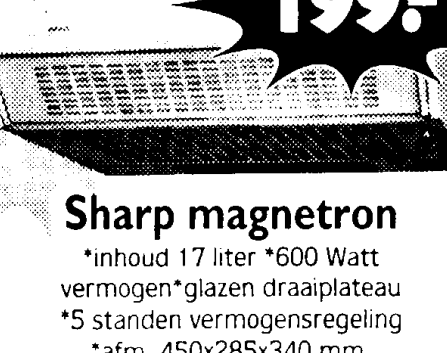 199.-
Sharp magnetron
*inhoud 17 liter *600 Watt
vermogen*glazen draaiplateau
*5 standen vermogensregeling
*afm. 450x285x340 mm